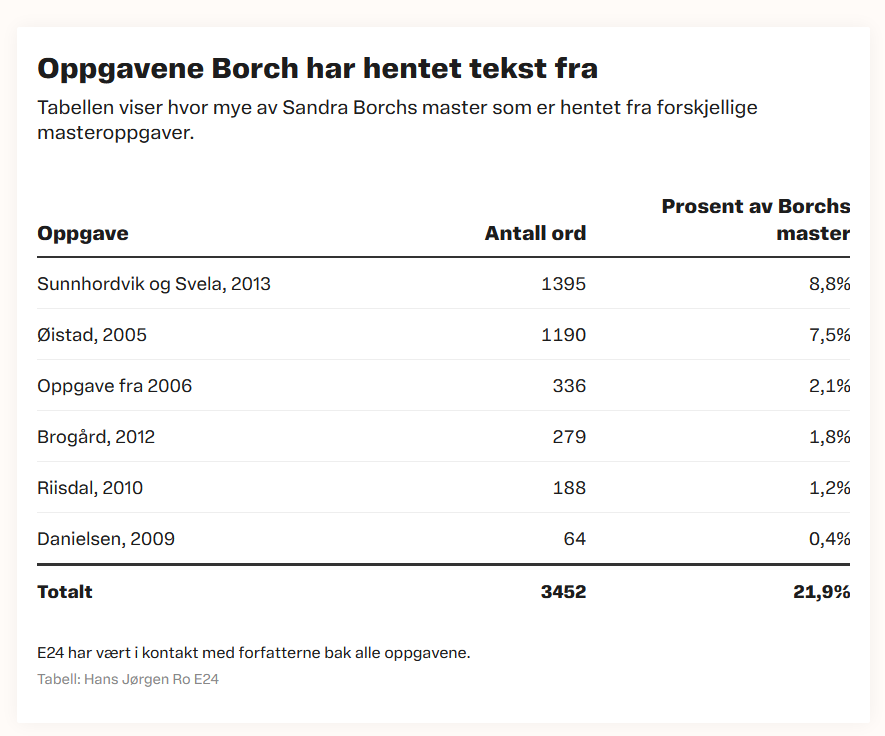 Oppgavene Borch har hentet tekst fra
Tabellen viser hvor mye av Sandra Borchs master som er hentet fra forskjellige
masteroppgaver.
Prosent av Borchs
Oppgave Antall ord master
Sunnhordvik og Svela, 2013 1395 8,8%
Øistad, 2005 1190 7,5%
Oppgave fra 2006 336 2,1%
Brogård, 2012 279 1,8%
Riisdal, 2010 188 1,2%
Danielsen, 2009 64 0,4%
Totalt 3452 21,9%
E24 har vært i kontakt med forfatterne bak alle oppgavene.
Tabell: Hans Jørgen Ro E24